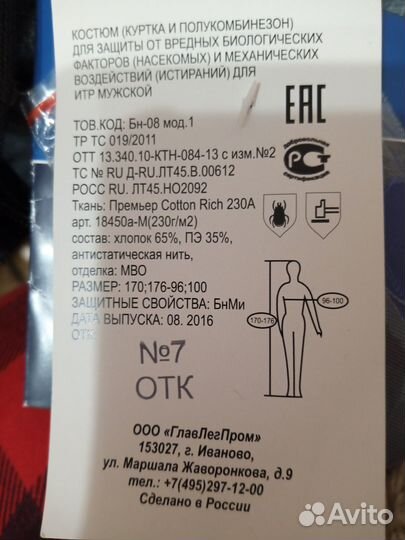 КОСТЮМ (КУРТКА И ПОЛУКОМБИНЕЗОН)
ДЛЯ ЗАЩИТЫ ОТ ВРЕДНЫХ БИОЛОГИЧЕСКИХ
ФАКТОРОВ (НАСЕКОМЫХ) И МЕХАНИЧЕСКИХ
ВОЗДЕЙСТВИЙ (ИСТИРАНИЙ) ДЛЯ
ИТР МУЖСКОЙ
ЕАС
ТОВ.КОД: Бн-08 мод.1
ТР ТС 019/2011
ОТТ 13.340.10-КТН-084-13 с изм.№2
ТС № RU Д-RU.ЛТ45.В.00612
РОСС RU. ЛТ45.НО2092
Добровольная
сертификация
Ткань: Премьер Cotton Rich 230А
арт. 18450а-М(230г/м2)
состав: хлопок 65%, ПЭ 35%,
антистатическая нить,
отделка: МВО
РАЗМЕР: 170;176-96;100
ЗАЩИТНЫЕ СВОЙСТВА: БнМи
ДАТА ВЫПУСКА: 08. 2016
ОТК
96-100
170-176
№7
ОТК
ООО «ГлавЛегПром»
153027, г. Иваново,
ул. Маршала Жаворонкова, д.9
тел.: +7(495)297-12-00
Сделано в России
Avito